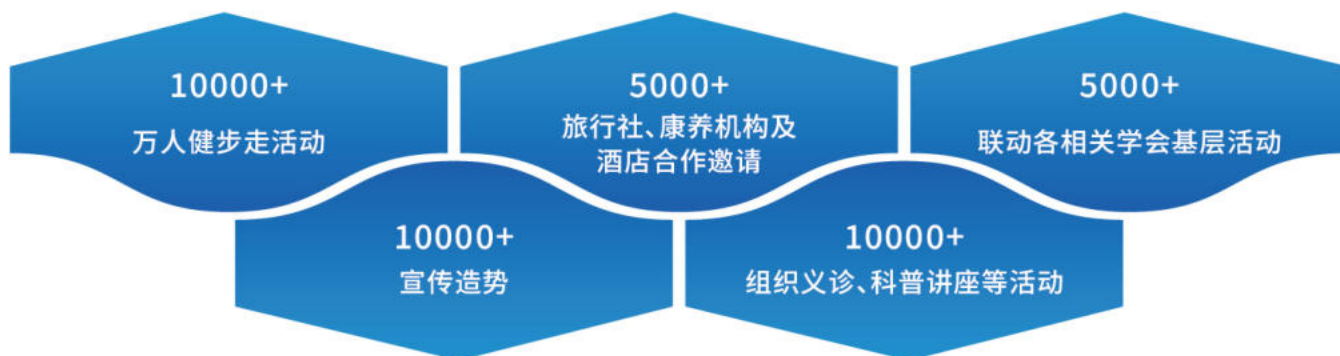 10000+
万人健步走活动
5000+
旅行社、康养机构及
酒店合作邀请
5000+
联动各相关学会基层活动
10000+
宣传造势
10000+
组织义诊、科普讲座等活动